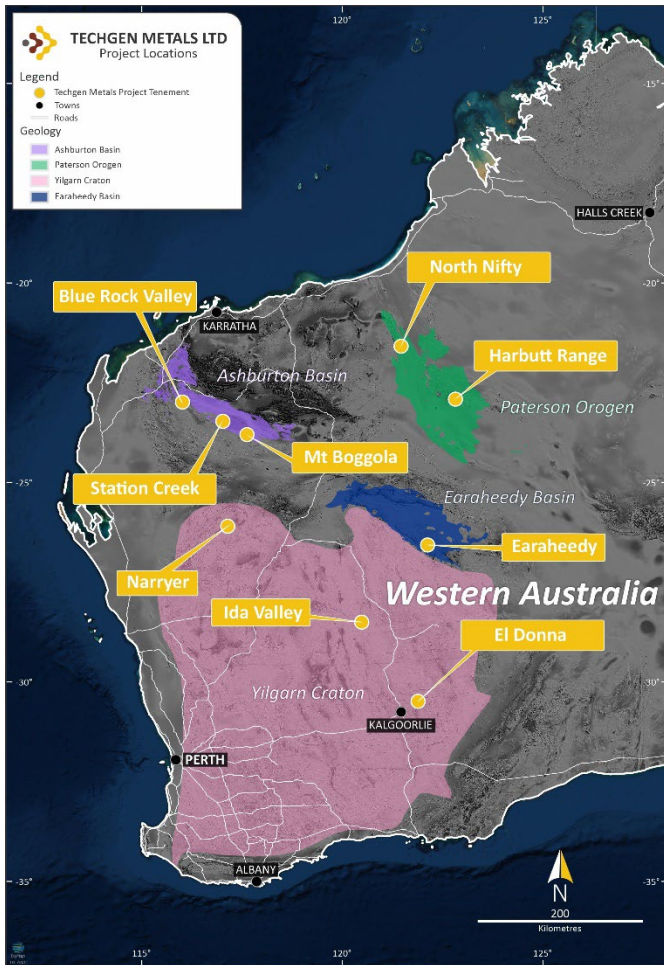 TECHGEN METALS LTD
Project Locations
Legend
Techgen Metals Project Tenement
Towns
Roads
Geology
Ashburton Basin
Paterson Orogen
Yilgarn Craton
Earaheedy Basin
120
125
-15
HALLS CREEK
-20
North Nifty
Blue Rock Valley
KARRATHA
Harbutt Range
Ashburton Basin
Paterson Orogen
Mt Boggola
Station Creek
-25
Earaheedy Basin
Earaheedy
Narryer
Western Australia
Ida Valley
El Donna
-30
Yilgarn Craton
KALGOORLIE
PERTH
ALBANY
-35
N
200
Kilometres
115
120
125